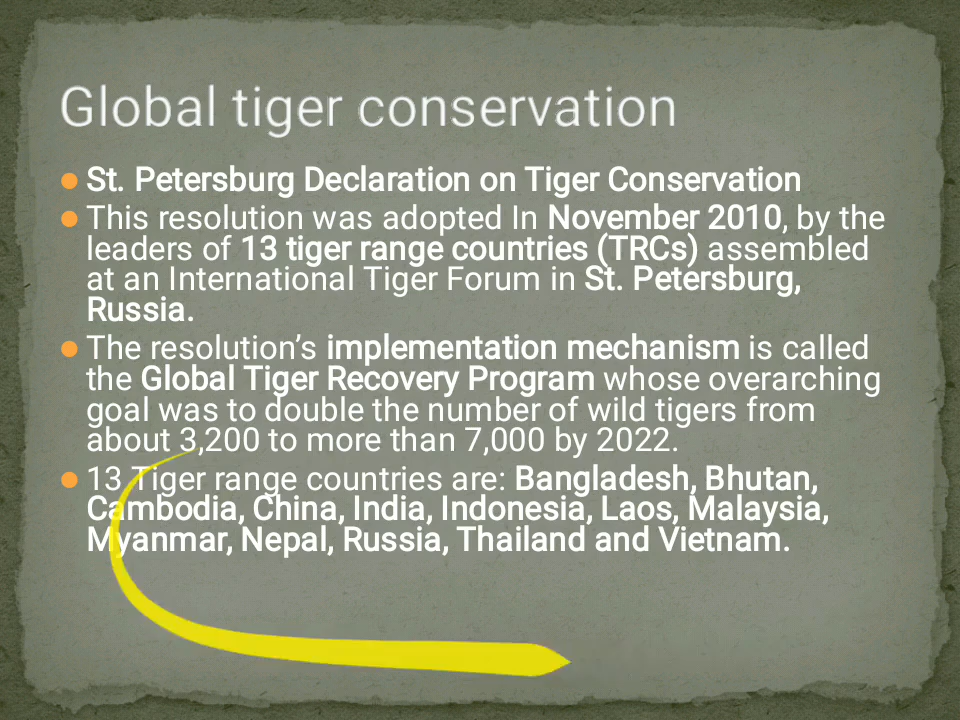 Global tiger conservation
St. Petersburg Declaration on Tiger Conservation
This resolution was adopted In November 2010, by the
leaders of 13 tiger range countries (TRCs) assembled
at an International Tiger Forum in St. Petersburg,
Russia.
The resolution’s implementation mechanism is called
the Global Tiger Recovery Program whose overarching
goal was to double the number of wild tigers from
about 3,200 to more than 7,000 by 2022.
13 Tiger range countries are: Bangladesh, Bhutan,
Cambodia, China, India, Indonesia, Laos, Malaysia,
Myanmar, Nepal, Russia, Thailand and Vietnam.